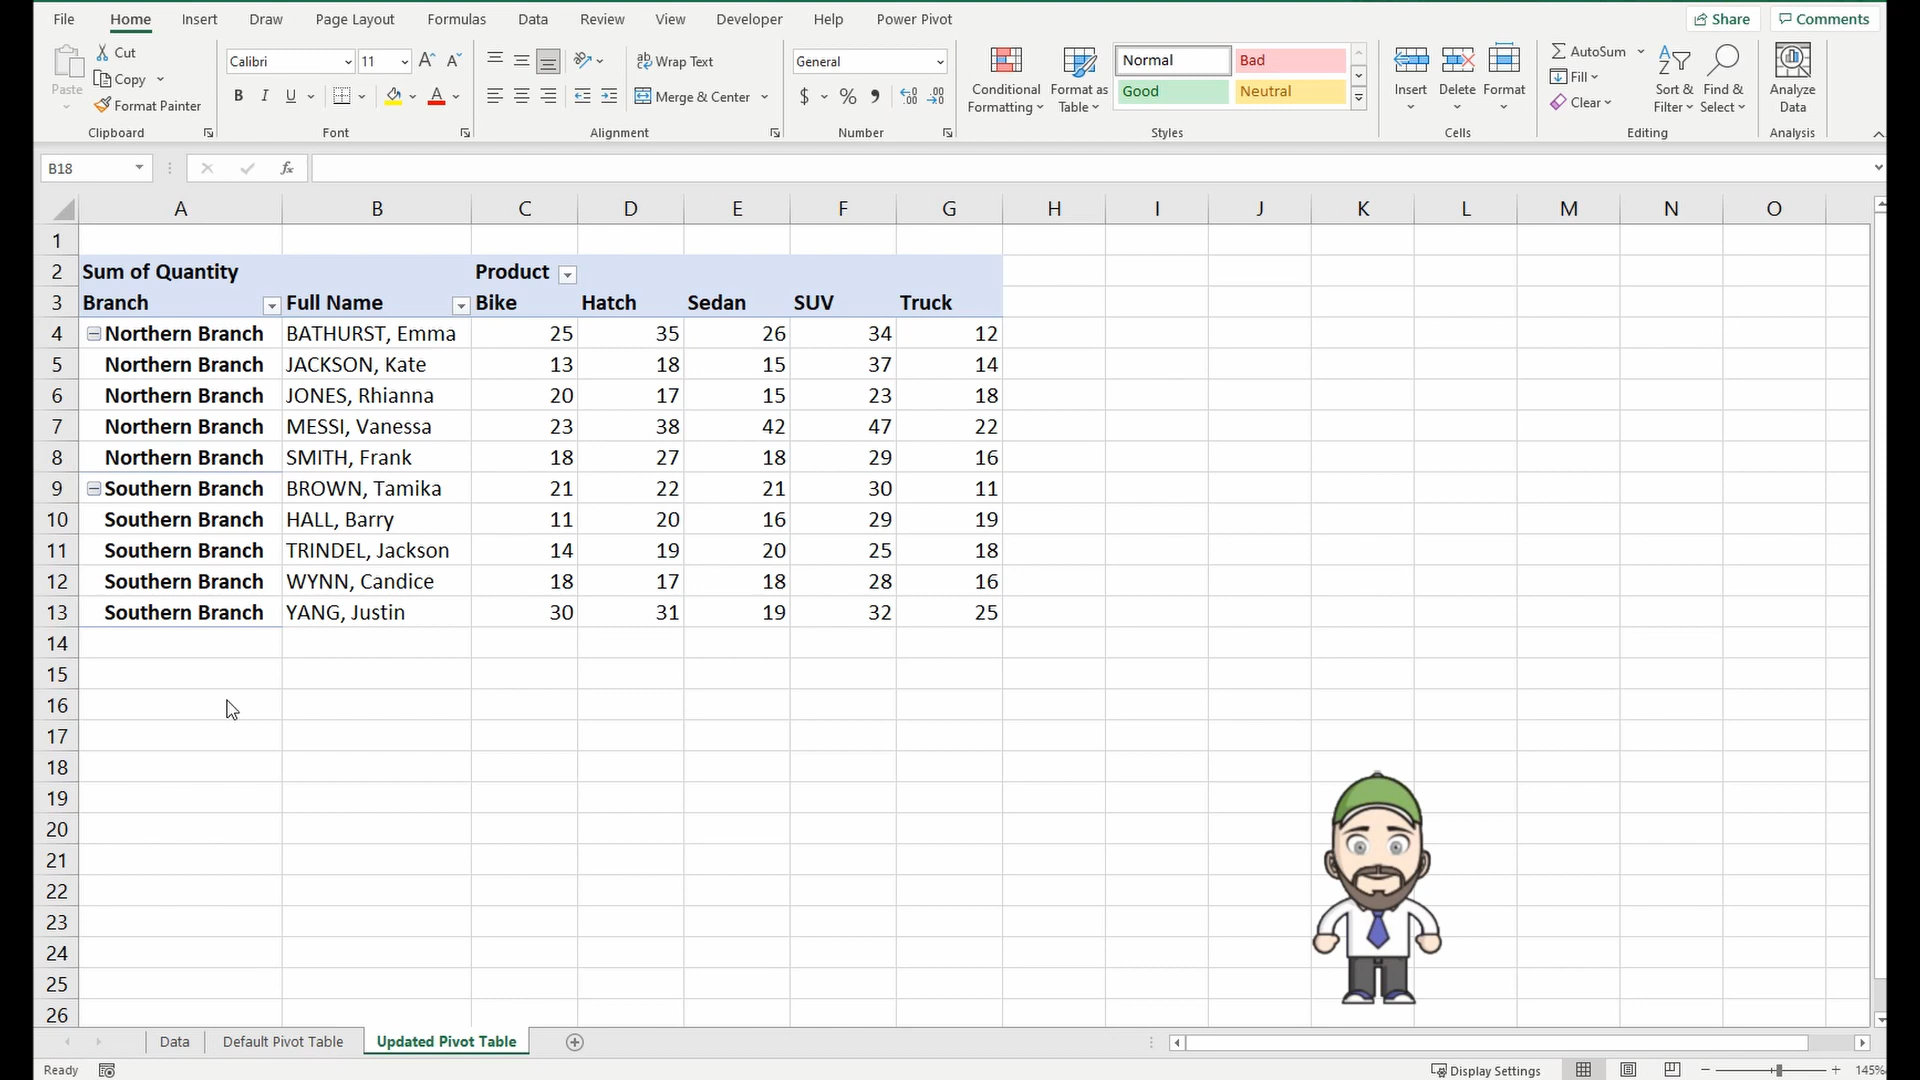 File Home Insert Draw Page Layout Formulas Data Review View Developer Help Power Pivot Share Comments
Paste Cut Copy Format Painter Clipboard
Calibri 11 B I U A A A Font
Wrap Text Merge & Center Alignment
General $ % Number
Conditional Formatting Format as Table Normal Bad Good Neutral Styles
Insert Delete Format Cells
AutoSum Fill Clear Sort & Filter Find & Select Editing
Analyze Data Analysis
B18 fx
A B C D E F G H I J K L M N O
1
2 Sum of Quantity Product
3 Branch Full Name Bike Hatch Sedan SUV Truck
4 Northern Branch BATHURST, Emma 25 35 26 34 12
5 Northern Branch JACKSON, Kate 13 18 15 37 14
6 Northern Branch JONES, Rhianna 20 17 15 23 18
7 Northern Branch MESSI, Vanessa 23 38 42 47 22
8 Northern Branch SMITH, Frank 18 27 18 29 16
9 Southern Branch BROWN, Tamika 21 22 21 30 11
10 Southern Branch HALL, Barry 11 20 16 29 19
11 Southern Branch TRINDEL, Jackson 14 19 20 25 18
12 Southern Branch WYNN, Candice 18 17 18 28 16
13 Southern Branch YANG, Justin 30 31 19 32 25
14
15
16
17
18
19
20
21
22
23
24
25
26
Data Default Pivot Table Updated Pivot Table
Ready Display Settings 145%